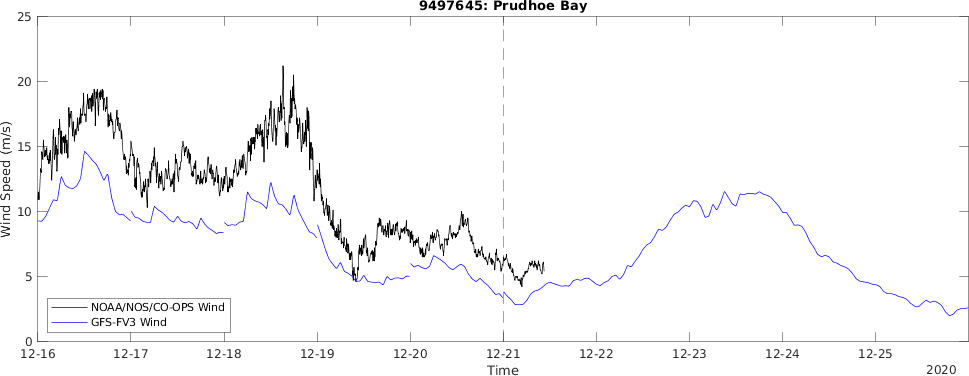 9497645: Prudhoe Bay
25
20
15
10
5
0
Wind Speed (m/s)
NOAA/NOS/CO-OPS Wind
GFS-FV3 Wind
12-16 12-17 12-18 12-19 12-20 12-21 12-22 12-23 12-24 12-25
Time
2020